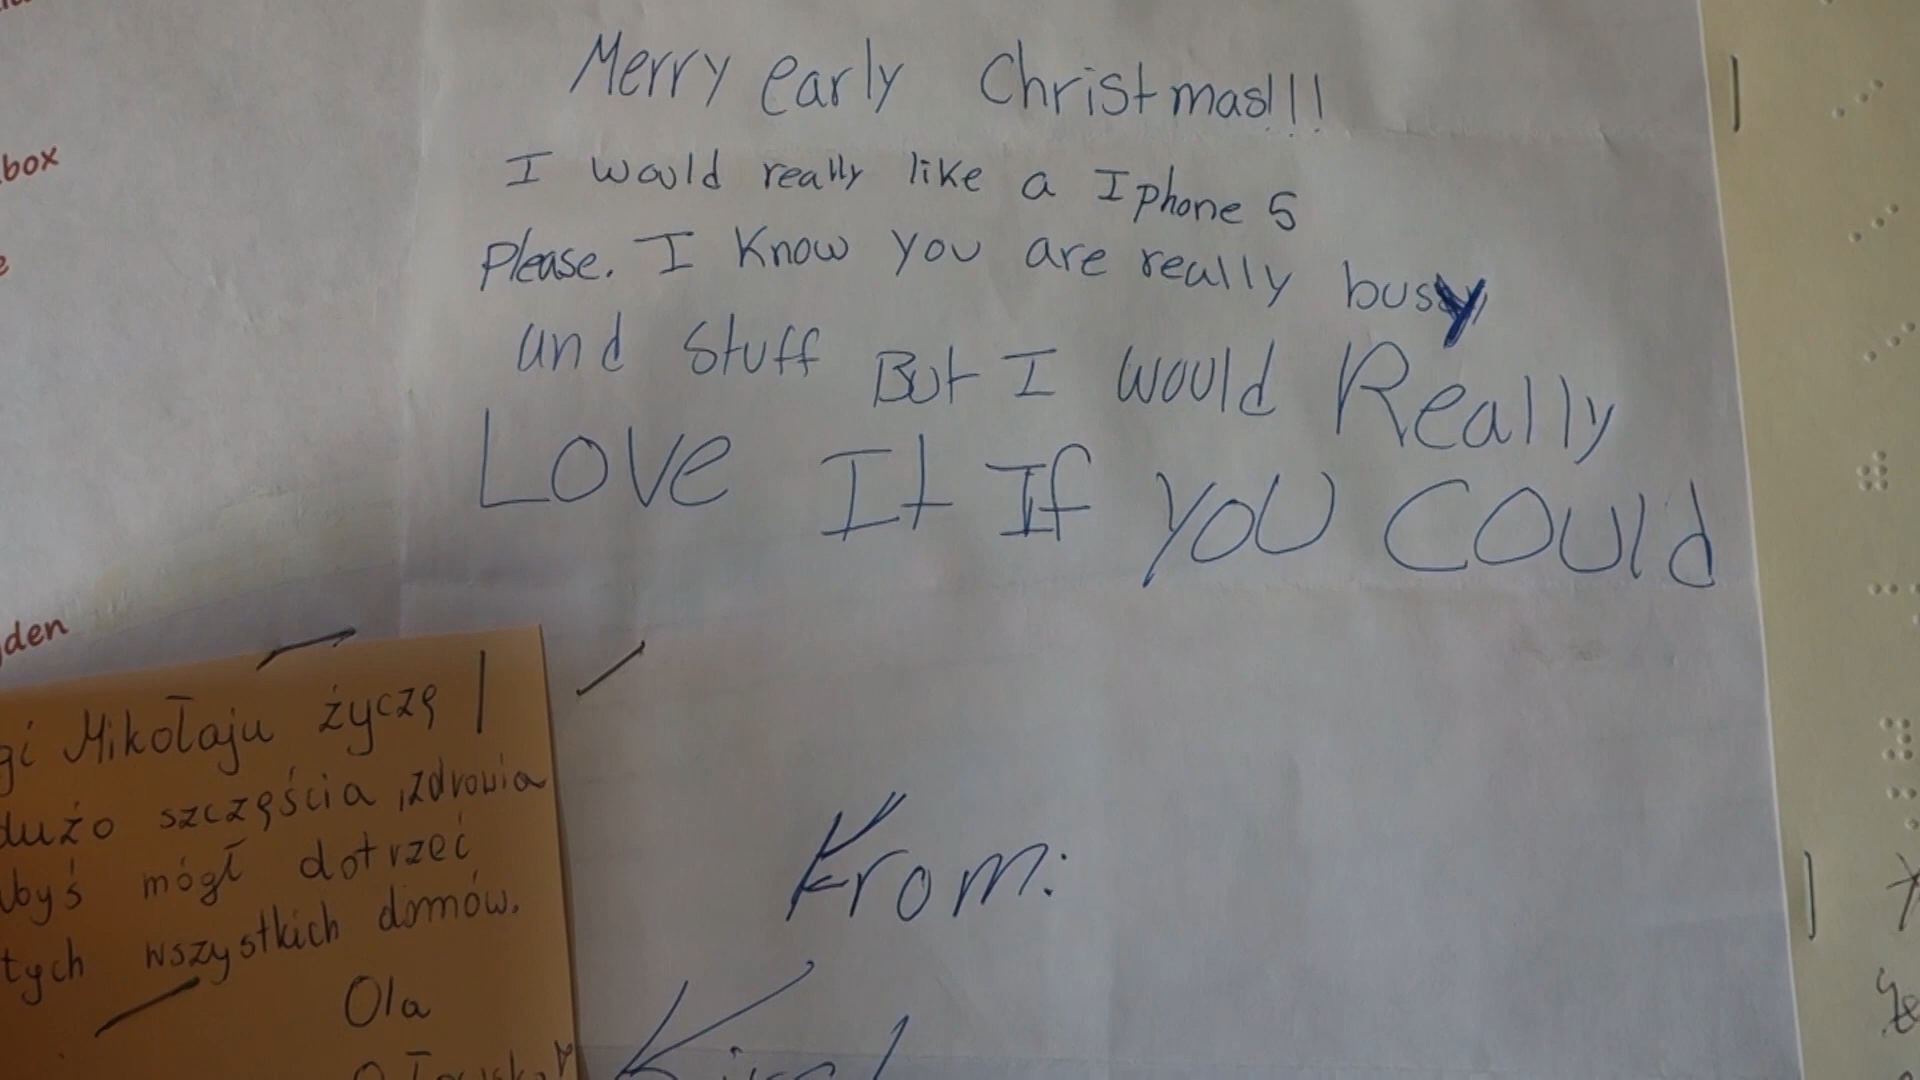 box
den
Merry early Christmas!!!
I would really like a Iphone 5
Please. I know you are really busy
and stuff But I would Really
Love It If you could
From:
Mikołaju życzę
dużo szczęścia, zdrowia
abyś mógł dotrzeć
tych wszystkich domów.
Ola